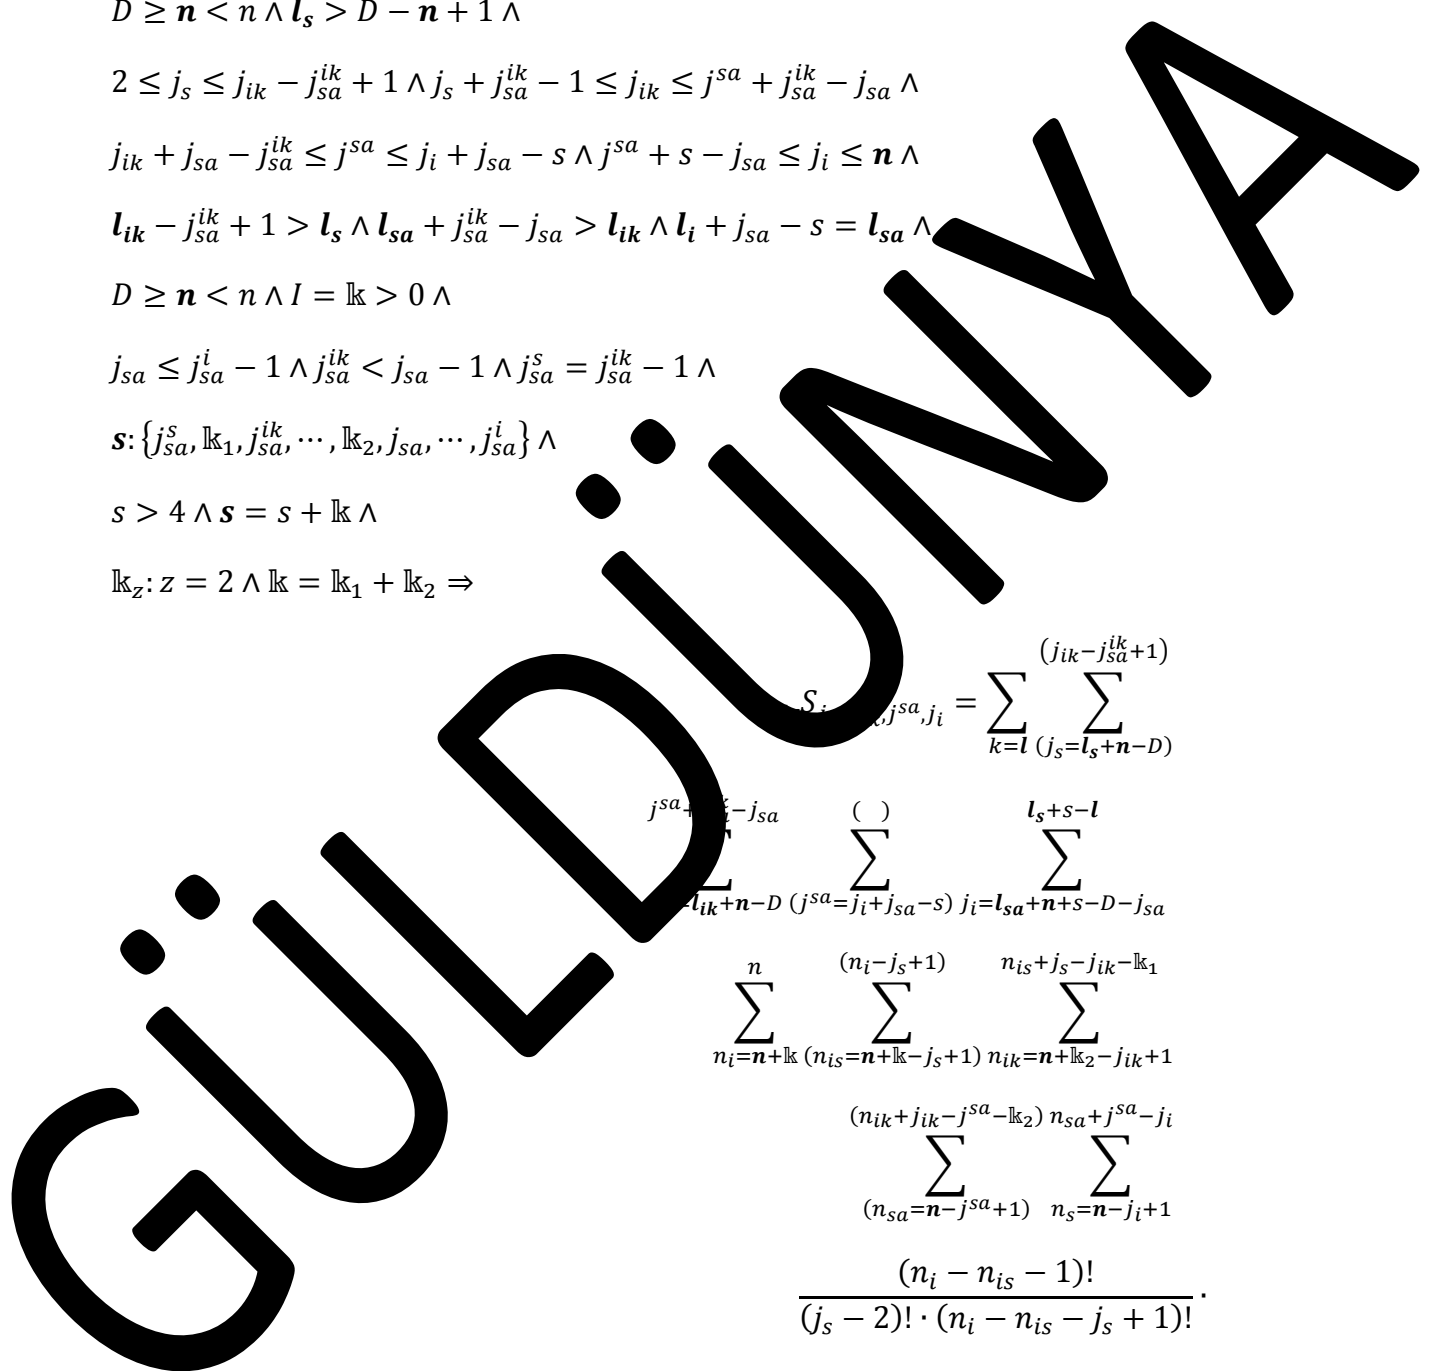 D ≥ 𝒏 < n ∧ 𝒍ₛ > D − 𝒏 + 1 ∧
2 ≤ j_s ≤ j_{ik} − j_{sa}^{ik} + 1 ∧ j_s + j_{sa}^{ik} − 1 ≤ j_{ik} ≤ j^{sa} + j_{sa}^{ik} − j_{sa} ∧
j_{ik} + j_{sa} − j_{sa}^{ik} ≤ j^{sa} ≤ j_i + j_{sa} − s ∧ j^{sa} + s − j_{sa} ≤ j_i ≤ 𝒏 ∧
𝒍_{ik} − j_{sa}^{ik} + 1 > 𝒍_s ∧ 𝒍_{sa} + j_{sa}^{ik} − j_{sa} > 𝒍_{ik} ∧ 𝒍_i + j_{sa} − s = 𝒍_{sa} ∧
D ≥ 𝒏 < n ∧ I = 𝕜 > 0 ∧
j_{sa} ≤ j_{sa}^{i} − 1 ∧ j_{sa}^{ik} < j_{sa} − 1 ∧ j_{sa}^{s} = j_{sa}^{ik} − 1 ∧
𝒔: {j_{sa}^{s}, 𝕜_1, j_{sa}^{ik}, ⋯, 𝕜_2, j_{sa}, ⋯, j_{sa}^{i}} ∧
s > 4 ∧ 𝒔 = s + 𝕜 ∧
𝕜_z: z = 2 ∧ 𝕜 = 𝕜_1 + 𝕜_2 ⇒
(j_{ik}−j_{sa}^{ik}+1)
S ,j^{sa},j_i = ∑ ∑
k=𝒍 (j_s=𝒍_s+𝒏−D)
j^{sa}+ −j_{sa} ( ) 𝒍_s+s−𝒍
∑ ∑ ∑
𝒍_{ik}+𝒏−D (j^{sa}=j_i+j_{sa}−s) j_i=𝒍_{sa}+𝒏+s−D−j_{sa}
n (n_i−j_s+1) n_{is}+j_s−j_{ik}−𝕜_1
∑ ∑ ∑
n_i=𝒏+𝕜 (n_{is}=𝒏+𝕜−j_s+1) n_{ik}=𝒏+𝕜_2−j_{ik}+1
(n_{ik}+j_{ik}−j^{sa}−𝕜_2) n_{sa}+j^{sa}−j_i
∑ ∑
(n_{sa}=𝒏−j^{sa}+1) n_s=𝒏−j_i+1
(n_i − n_{is} − 1)!
(j_s − 2)! · (n_i − n_{is} − j_s + 1)! ·
GÜLDÜNYA